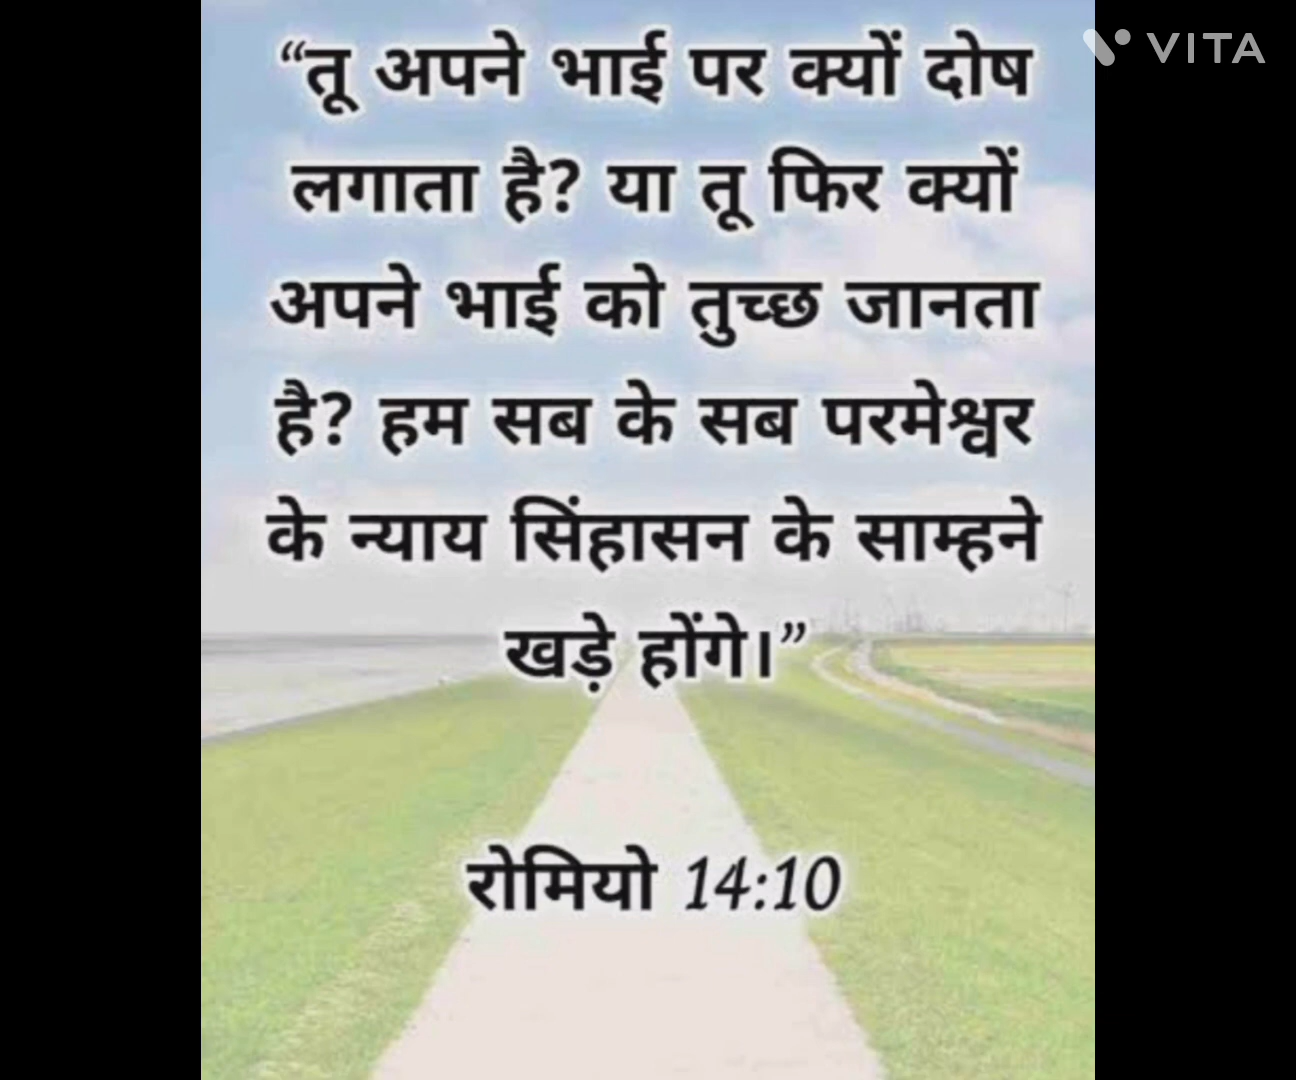 “तू अपने भाई पर क्यों दोष
लगाता है? या तू फिर क्यों
अपने भाई को तुच्छ जानता
है? हम सब के सब परमेश्वर
के न्याय सिंहासन के साम्हने
खड़े होंगे।”
रोमियो 14:10
VITA